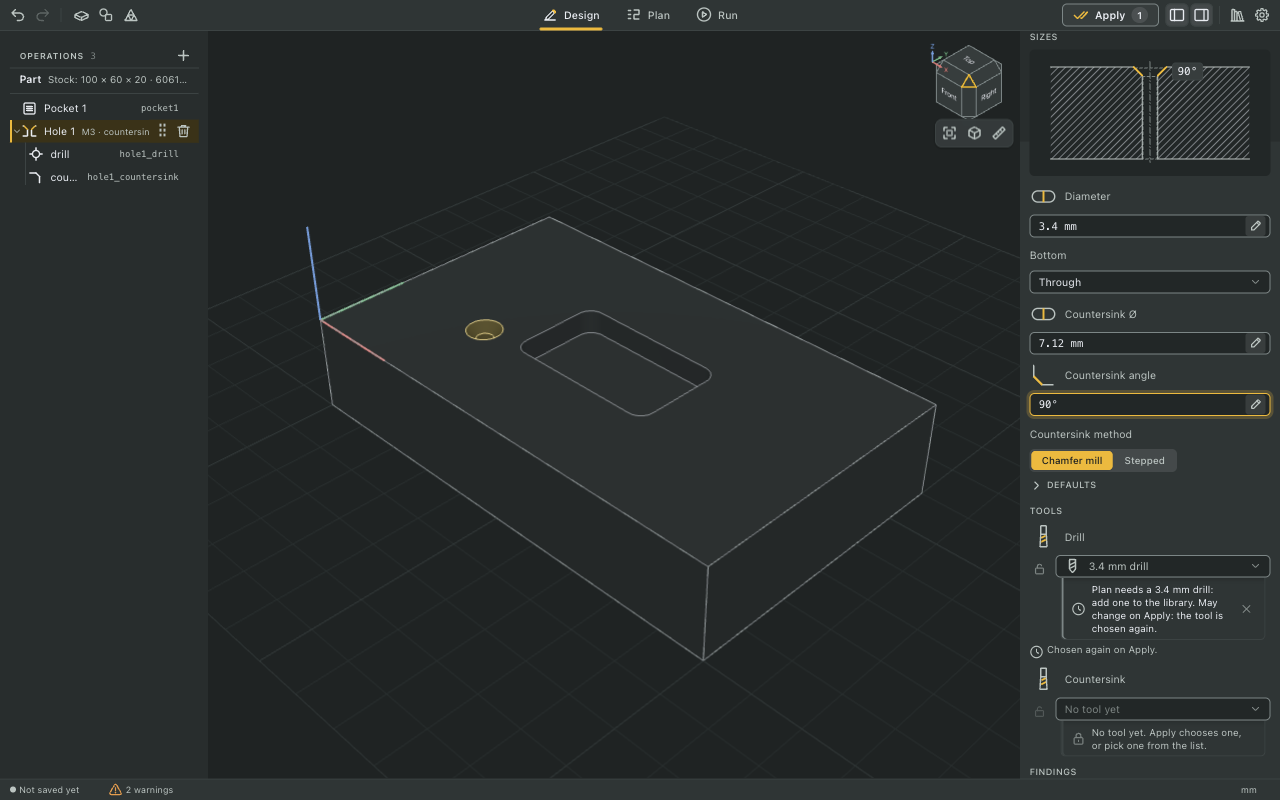 Design
Plan
Run
Apply 1
OPERATIONS 3
Part Stock: 100 × 60 × 20 · 6061...
Pocket 1 pocket1
Hole 1 M3 · countersin
drill hole1_drill
cou... hole1_countersink
Z
Y
X
Top
Front
Right
SIZES
90°
Diameter
3.4 mm
Bottom
Through
Countersink Ø
7.12 mm
Countersink angle
90°
Countersink method
Chamfer mill Stepped
DEFAULTS
TOOLS
Drill
3.4 mm drill
Plan needs a 3.4 mm drill:
add one to the library. May
change on Apply: the tool is
chosen again.
Chosen again on Apply.
Countersink
No tool yet
No tool yet. Apply chooses one,
or pick one from the list.
FINDINGS
Not saved yet
2 warnings
mm